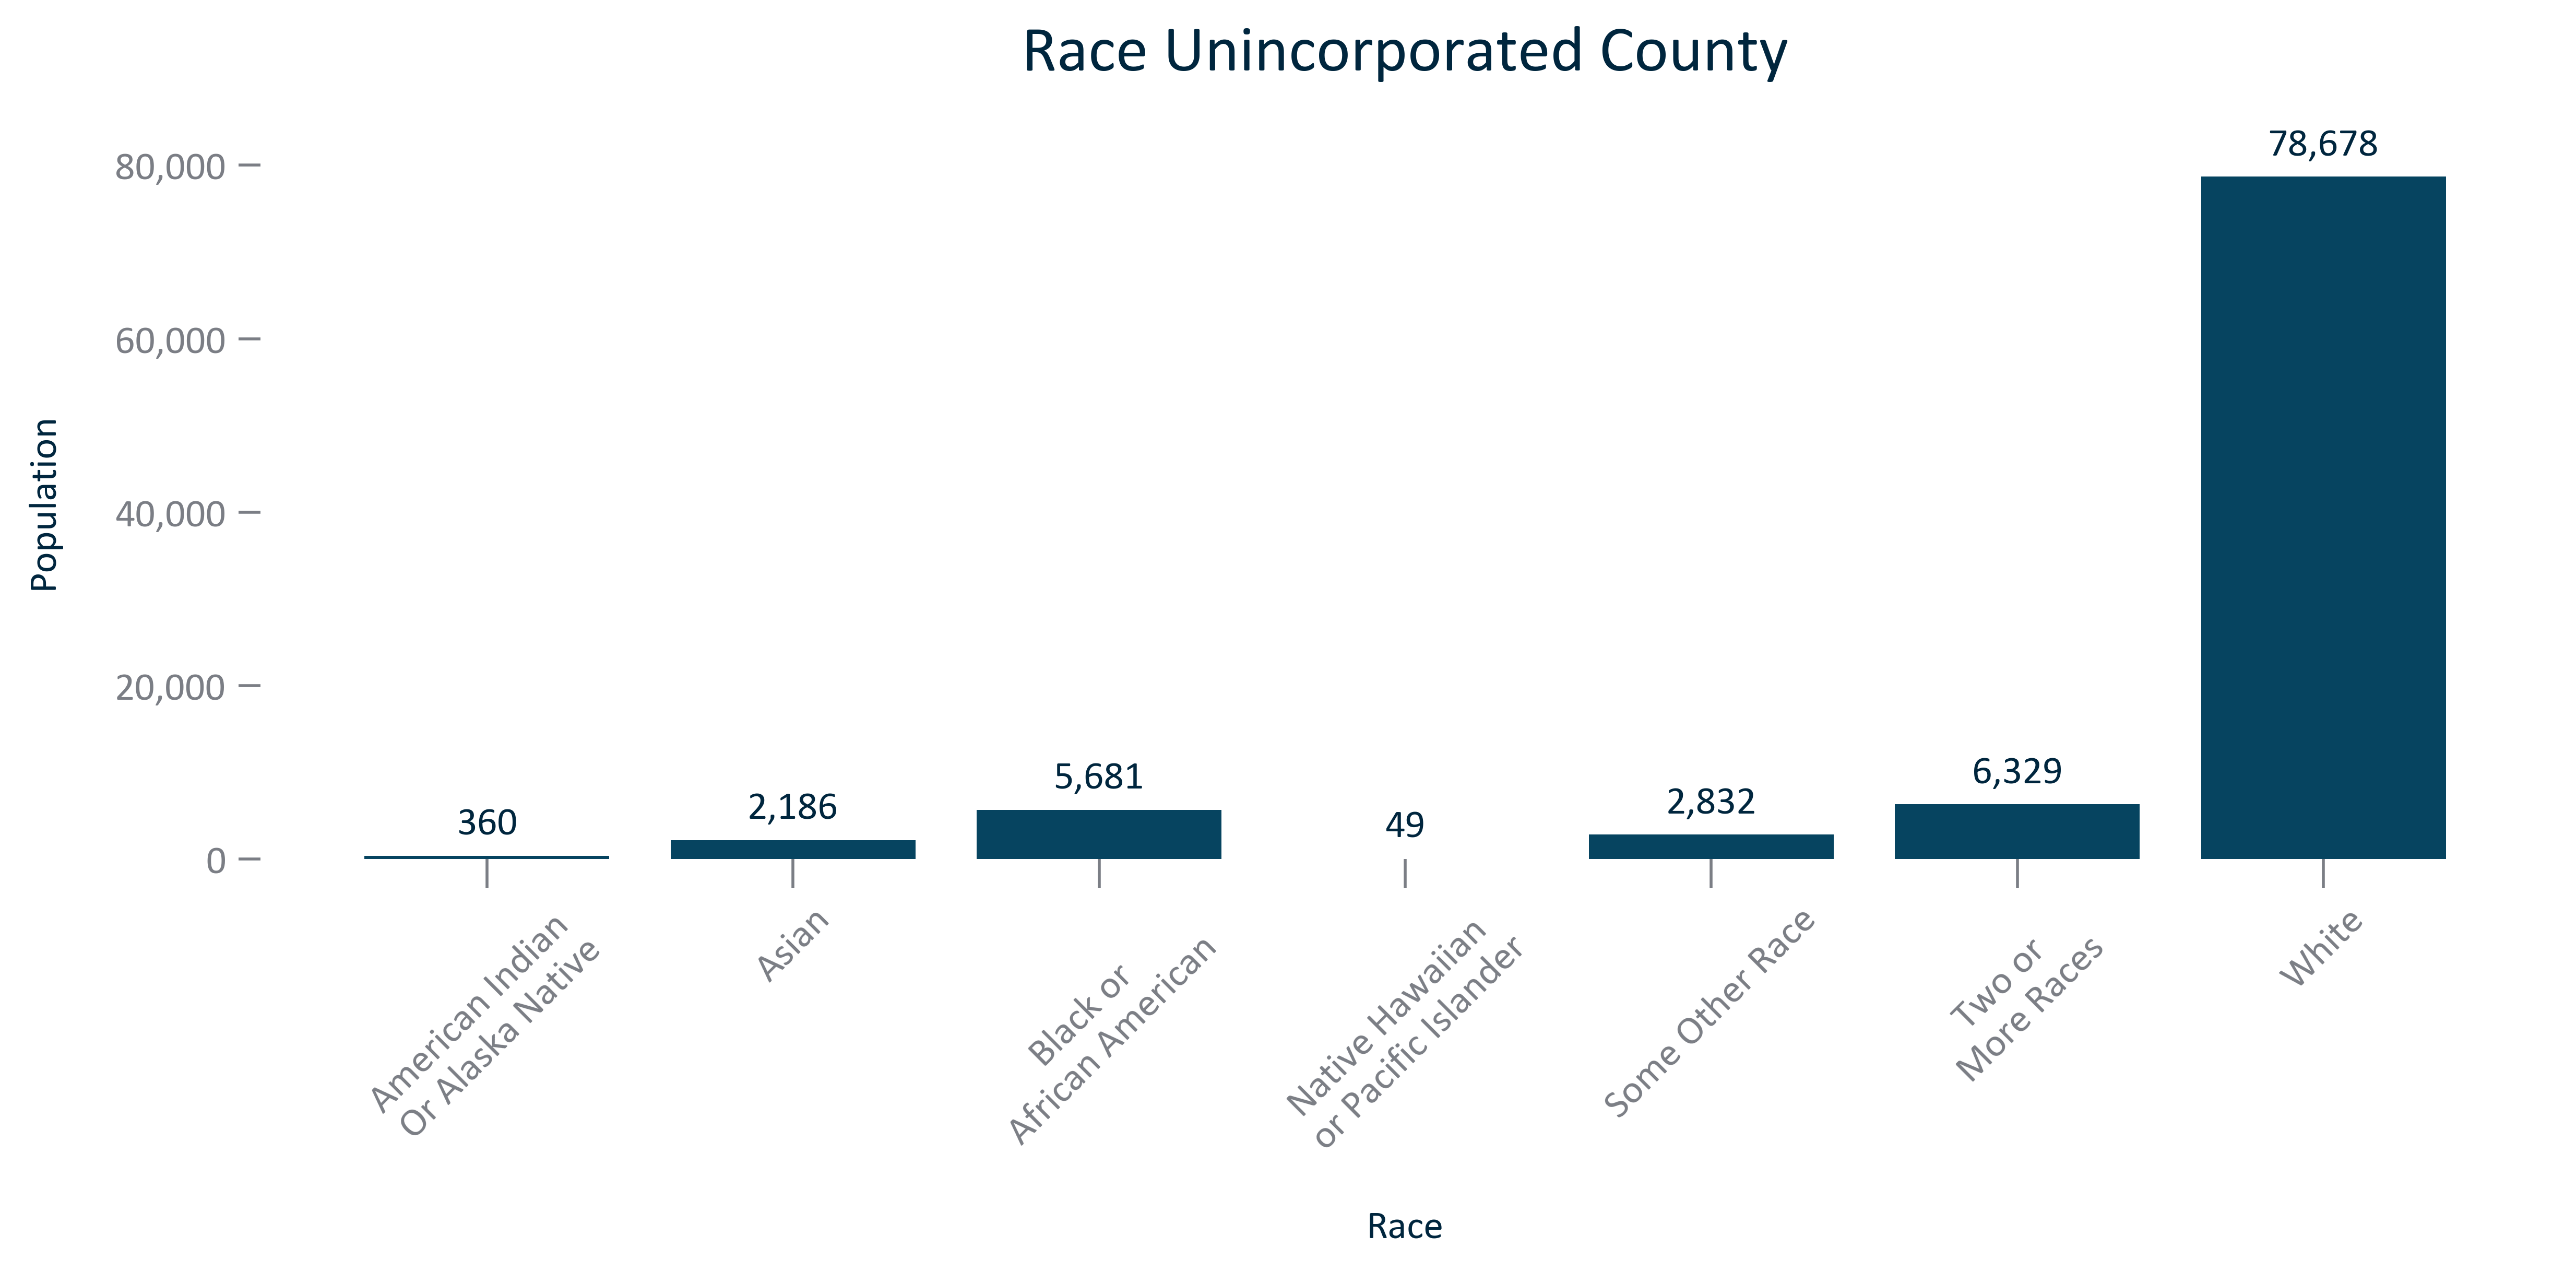 Race Unincorporated County
Population
80,000
60,000
40,000
20,000
0
360
2,186
5,681
49
2,832
6,329
78,678
American Indian
Or Alaska Native
Asian
Black or
African American
Native Hawaiian
or Pacific Islander
Some Other Race
Two or
More Races
White
Race